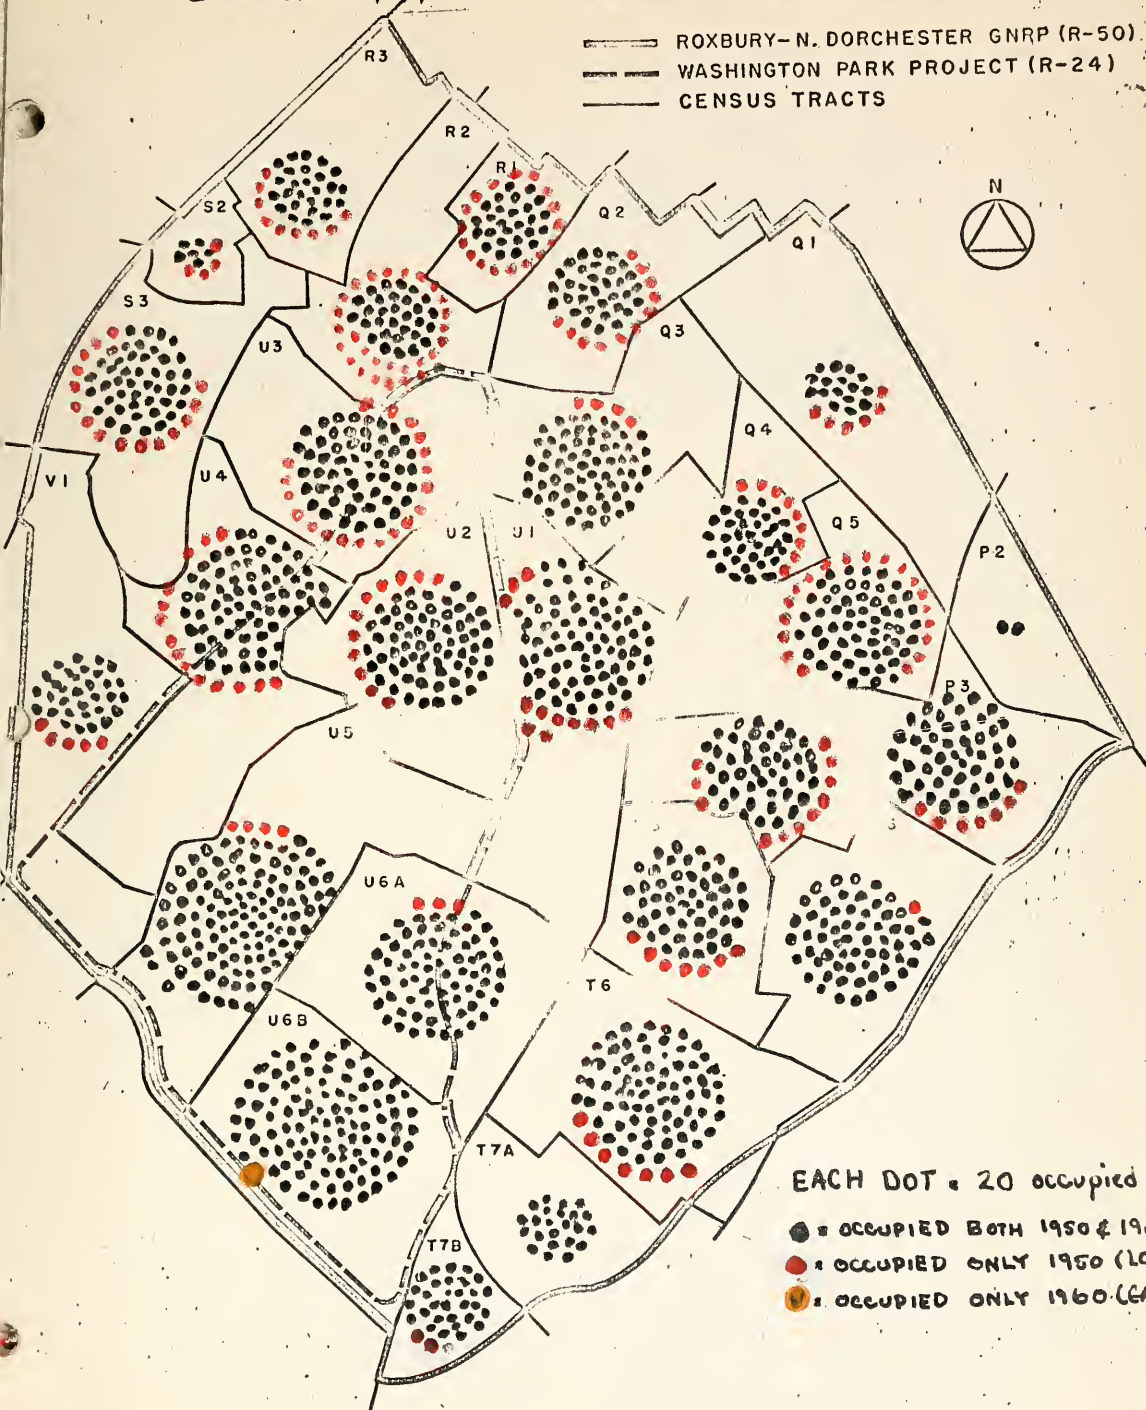 ROXBURY-N. DORCHESTER GNRP (R-50)
WASHINGTON PARK PROJECT (R-24)
CENSUS TRACTS
N
R3
R2
R1
S2
Q2
Q1
S3
U3
Q3
Q4
V1
U4
Q5
U2
U1
P2
P3
U5
U6A
T6
U6B
T7A
T7B
EACH DOT = 20 occupied
= OCCUPIED BOTH 1950 &
= OCCUPIED ONLY 1950
= OCCUPIED ONLY 1960